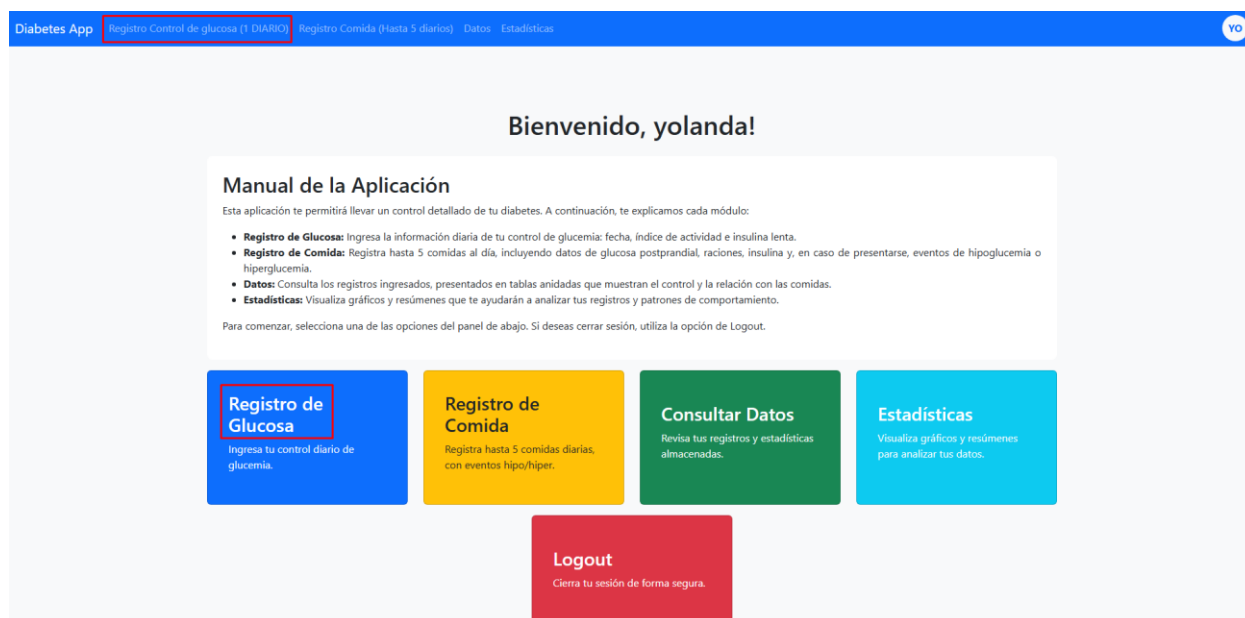 Diabetes App Registro Control de glucosa (1 DIARIO) Registro Comida (Hasta 5 diarios) Datos Estadísticas YO
Bienvenido, yolanda!
Manual de la Aplicación
Esta aplicación te permitirá llevar un control detallado de tu diabetes. A continuación, te explicamos cada módulo:
• Registro de Glucosa: Ingresa la información diaria de tu control de glucemia: fecha, índice de actividad e insulina lenta.
• Registro de Comida: Registra hasta 5 comidas al día, incluyendo datos de glucosa postprandial, raciones, insulina y, en caso de presentarse, eventos de hipoglucemia o
hiperglucemia.
• Datos: Consulta los registros ingresados, presentados en tablas anidadas que muestran el control y la relación con las comidas.
• Estadísticas: Visualiza gráficos y resúmenes que te ayudarán a analizar tus registros y patrones de comportamiento.
Para comenzar, selecciona una de las opciones del panel de abajo. Si deseas cerrar sesión, utiliza la opción de Logout.
Registro de
Glucosa
Ingresa tu control diario de
glucemia.
Registro de
Comida
Registra hasta 5 comidas diarias,
con eventos hipo/hiper.
Consultar Datos
Revisa tus registros y estadísticas
almacenadas.
Estadísticas
Visualiza gráficos y resúmenes
para analizar tus datos.
Logout
Cierra tu sesión de forma segura.